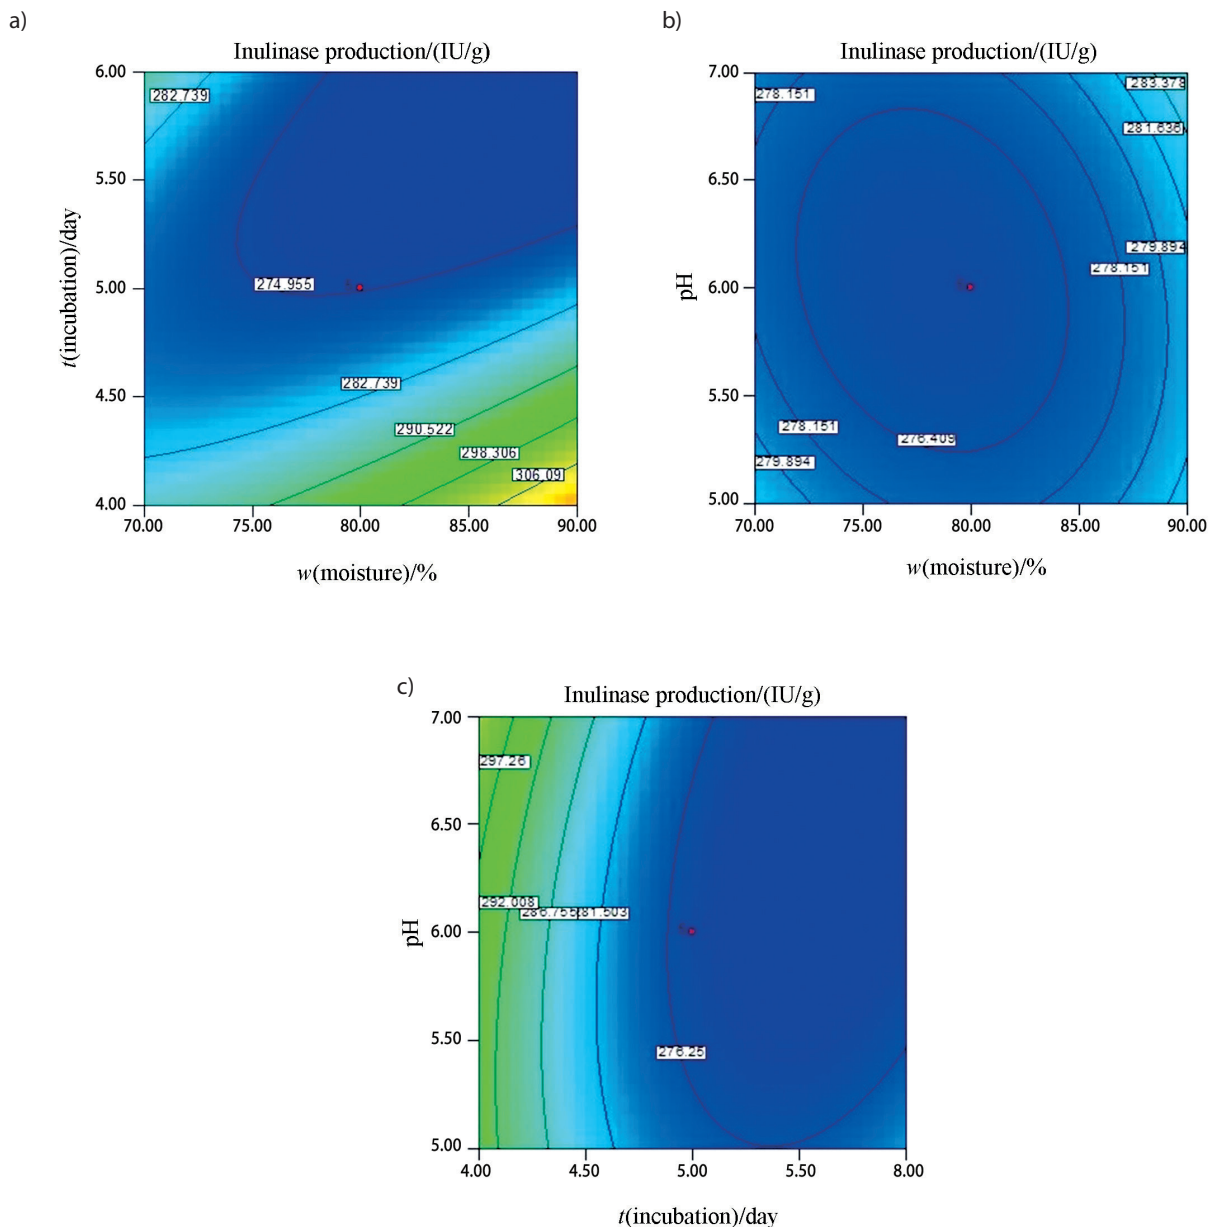 a)
Inulinase production/(IU/g)
6.00
5.50
5.00
4.50
4.00
t(incubation)/day
282.739
274.955
282.739
290.522
298.306
306.09
70.00 75.00 80.00 85.00 90.00
w(moisture)/%
b)
Inulinase production/(IU/g)
7.00
6.50
6.00
5.50
5.00
pH
278.151
283.378
281.636
279.894
278.151
278.151
276.409
279.894
70.00 75.00 80.00 85.00 90.00
w(moisture)/%
c)
Inulinase production/(IU/g)
7.00
6.50
6.00
5.50
5.00
pH
297.26
292.008
286.755
281.503
276.25
4.00 4.50 5.00 5.50 8.00
t(incubation)/day